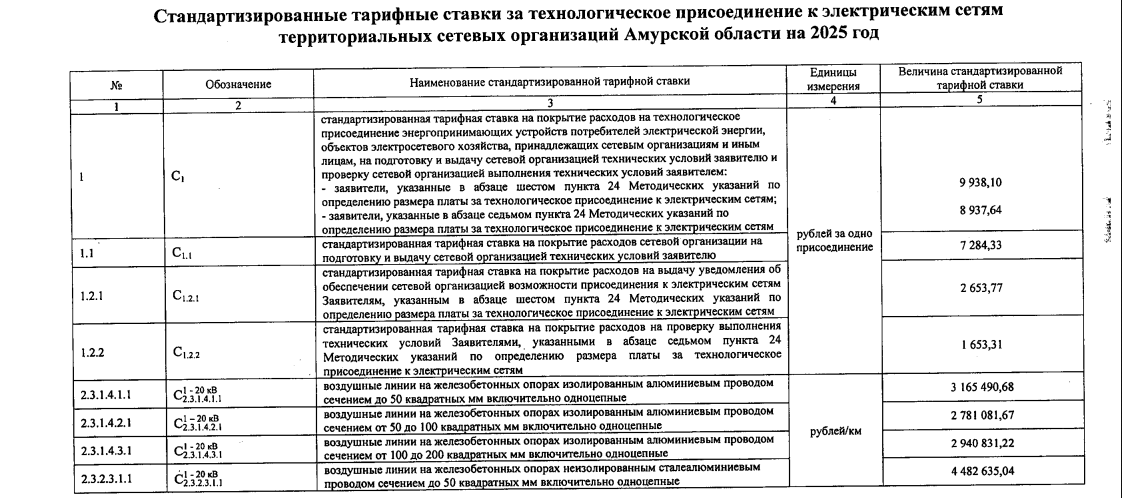 Стандартизированные тарифные ставки за технологическое присоединение к электрическим сетям
территориальных сетевых организаций Амурской области на 2025 год
№
Обозначение
Наименование стандартизированной тарифной ставки
Единицы
измерения
Величина стандартизированной
тарифной ставки
1
2
3
4
5
1
C1
стандартизированная тарифная ставка на покрытие расходов на технологическое
присоединение энергопринимающих устройств потребителей электрической энергии,
объектов электросетевого хозяйства, принадлежащих сетевым организациям и иным
лицам, на подготовку и выдачу сетевой организацией технических условий заявителю и
проверку сетевой организацией выполнения технических условий заявителем:
- заявители, указанные в абзаце шестом пункта 24 Методических указаний по
определению размера платы за технологическое присоединение к электрическим сетям;
- заявители, указанные в абзаце седьмом пункта 24 Методических указаний по
определению размера платы за технологическое присоединение к электрическим сетям
9 938,10
8 937,64
рублей за одно
присоединение
1.1
C1.1
стандартизированная тарифная ставка на покрытие расходов сетевой организации на
подготовку и выдачу сетевой организацией технических условий заявителю
7 284,33
1.2.1
C1.2.1
стандартизированная тарифная ставка на покрытие расходов на выдачу уведомления об
обеспечении сетевой организацией возможности присоединения к электрическим сетям
Заявителям, указанным в абзаце шестом пункта 24 Методических указаний по
определению размера платы за технологическое присоединение к электрическим сетям
2 653,77
1.2.2
C1.2.2
стандартизированная тарифная ставка на покрытие расходов на проверку выполнения
технических условий Заявителями, указанными в абзаце седьмом пункта 24
Методических указаний по определению размера платы за технологическое
присоединение к электрическим сетям
1 653,31
2.3.1.4.1.1
C 1 - 20 кВ 2.3.1.4.1.1
воздушные линии на железобетонных опорах изолированным алюминиевым проводом
сечением до 50 квадратных мм включительно одноцепные
3 165 490,68
рублей/км
2.3.1.4.2.1
C 1 - 20 кВ 2.3.1.4.2.1
воздушные линии на железобетонных опорах изолированным алюминиевым проводом
сечением от 50 до 100 квадратных мм включительно одноцепные
2 781 081,67
2.3.1.4.3.1
C 1 - 20 кВ 2.3.1.4.3.1
воздушные линии на железобетонных опорах изолированным алюминиевым проводом
сечением от 100 до 200 квадратных мм включительно одноцепные
2 940 831,22
2.3.2.3.1.1
C 1 - 20 кВ 2.3.2.3.1.1
воздушные линии на железобетонных опорах неизолированным сталеалюминиевым
проводом сечением до 50 квадратных мм включительно одноцепные
4 482 635,04